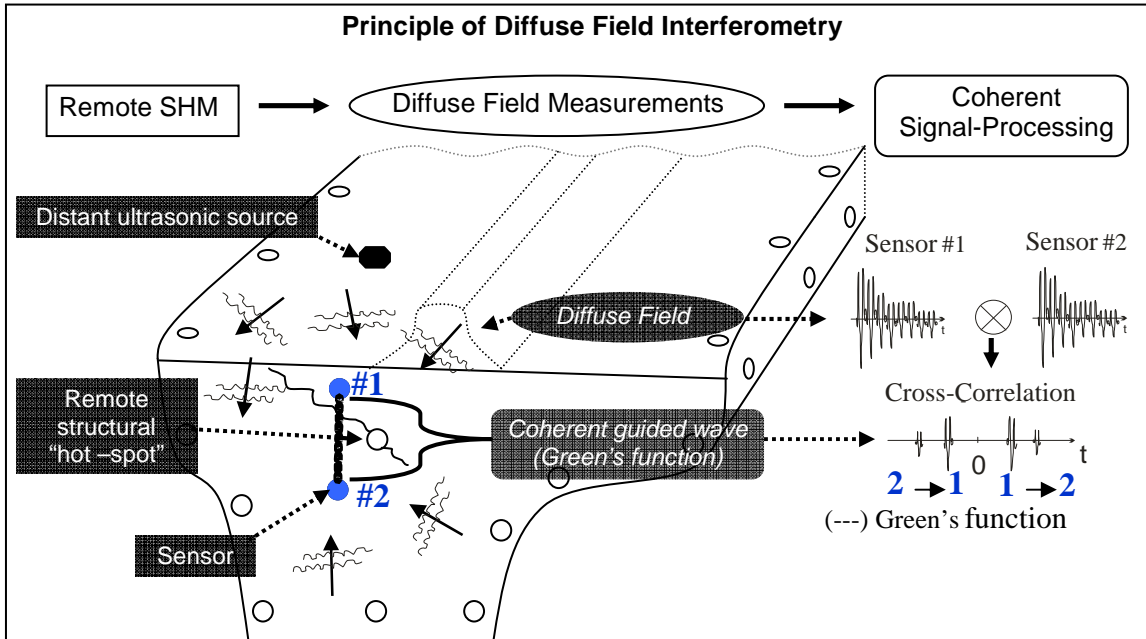 Principle of Diffuse Field Interferometry
Remote SHM
Diffuse Field Measurements
Coherent
Signal-Processing
Distant ultrasonic source
Sensor #1
Sensor #2
t
t
Diffuse Field
Cross-Correlation
#1
Remote
structural
“hot –spot”
Coherent guided wave
(Green's function)
0
t
2
1
1
2
#2
(---) Green's function
Sensor